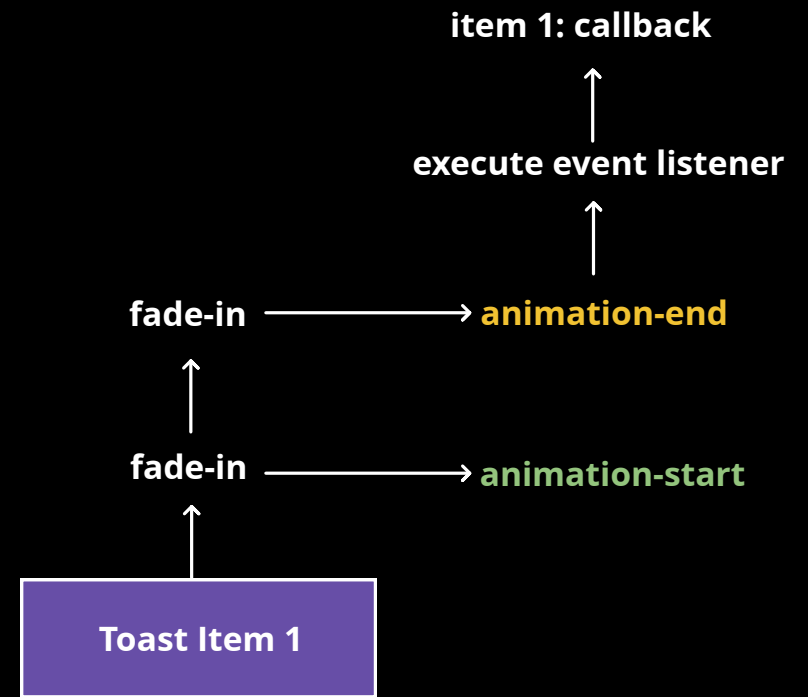 item 1: callback
execute event listener
fade-in
animation-end
fade-in
animation-start
Toast Item 1